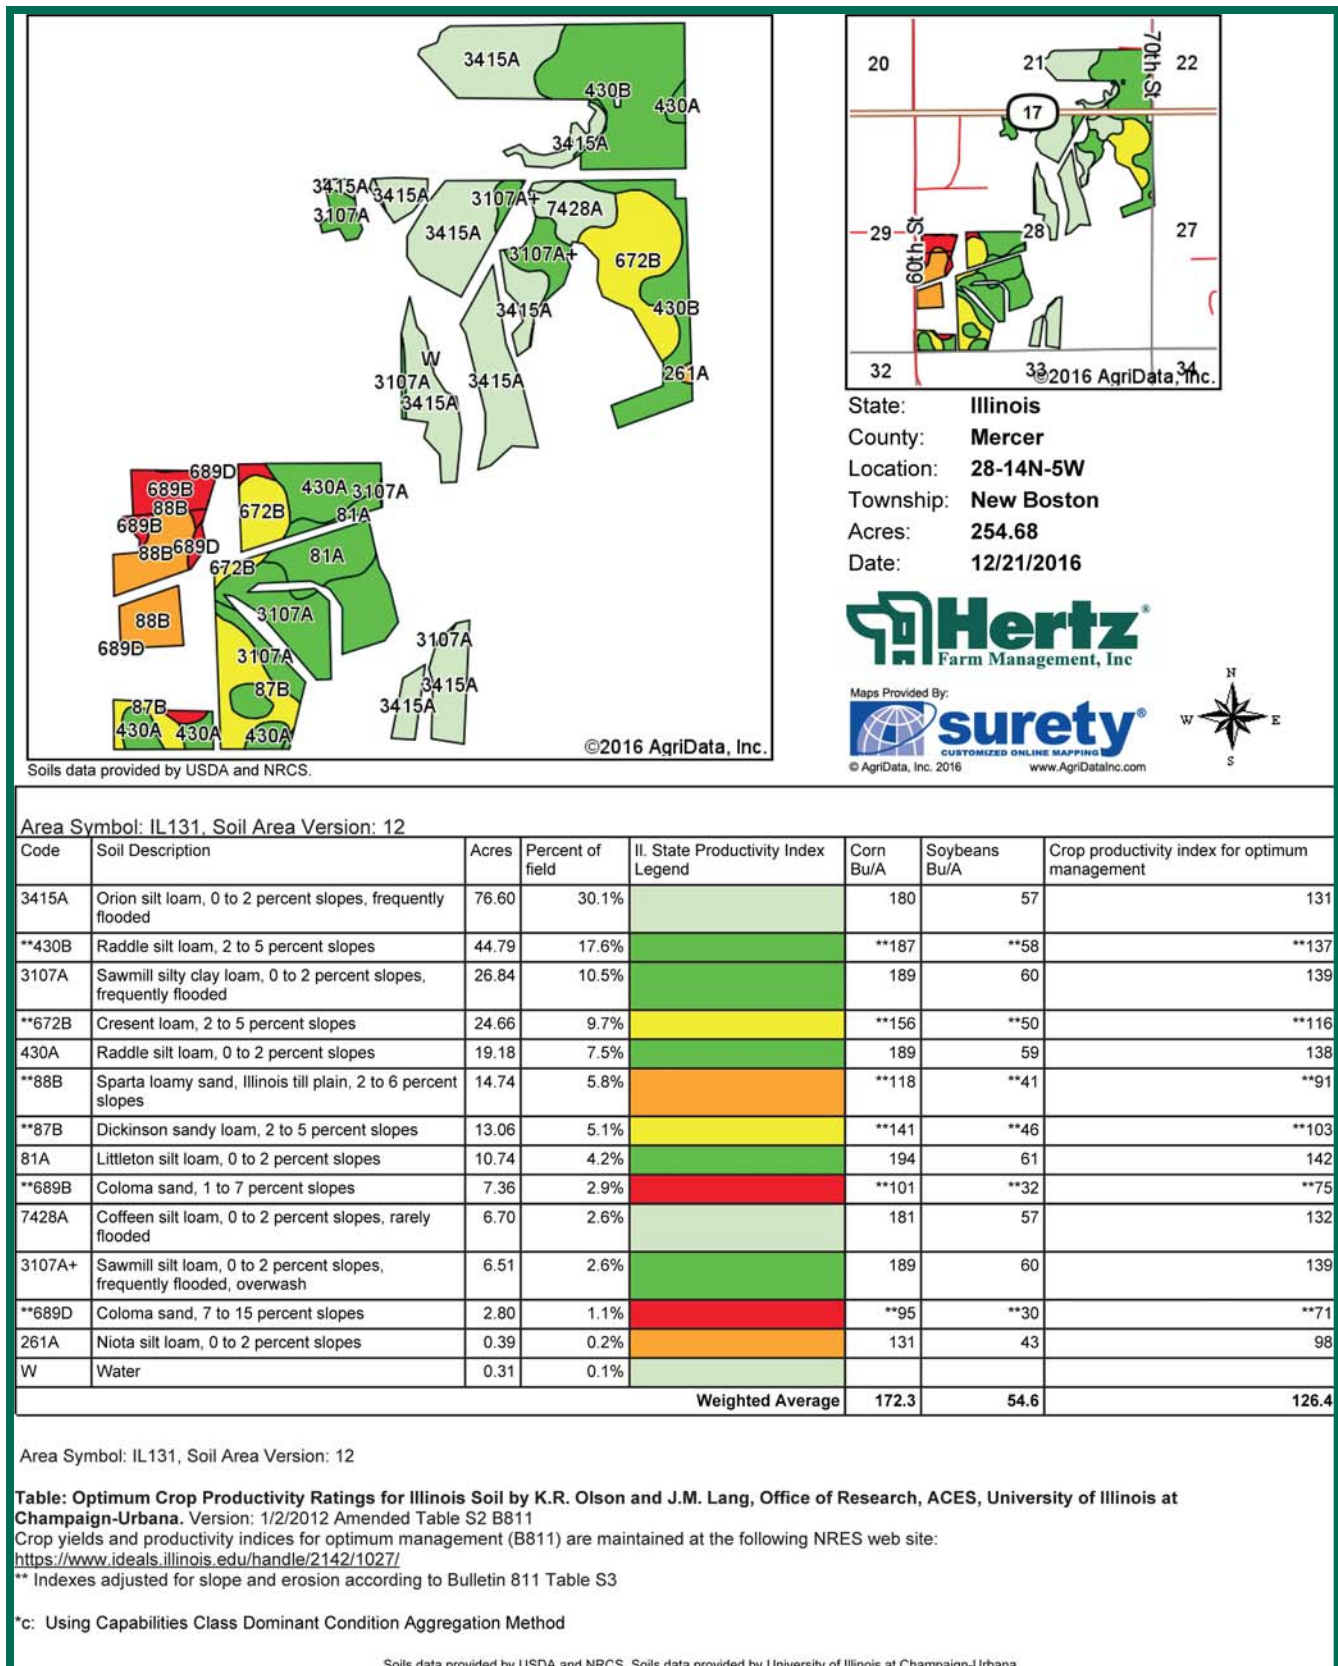 3415A
430B
430A
3415A
3415A
3415A
3107A
3107A+
7428A
3415A
3107A+
672B
3415A
430B
W
3107A
3415A
3415A
261A
689D
689B
88B
689B
88B
689D
672B
430A
3107A
81A
81A
672B
88B
3107A
689D
3107A
87B
3107A
3415A
3415A
87B
430A
430A
430A
©2016 AgriData, Inc.
Soils data provided by USDA and NRCS.
20
21
70th St
22
17
29
60th St
28
27
32
33
34
©2016 AgriData, Inc.
State: Illinois
County: Mercer
Location: 28-14N-5W
Township: New Boston
Acres: 254.68
Date: 12/21/2016
Hertz®
Farm Management, Inc
Maps Provided By:
surety®
CUSTOMIZED ONLINE MAPPING
© AgriData, Inc. 2016 www.AgriDataInc.com
N
W E
S
Area Symbol: IL131, Soil Area Version: 12
Code Soil Description Acres Percent of field II. State Productivity Index Legend Corn Bu/A Soybeans Bu/A Crop productivity index for optimum management
3415A Orion silt loam, 0 to 2 percent slopes, frequently flooded 76.60 30.1% 180 57 131
**430B Raddle silt loam, 2 to 5 percent slopes 44.79 17.6% **187 **58 **137
3107A Sawmill silty clay loam, 0 to 2 percent slopes, frequently flooded 26.84 10.5% 189 60 139
**672B Cresent loam, 2 to 5 percent slopes 24.66 9.7% **156 **50 **116
430A Raddle silt loam, 0 to 2 percent slopes 19.18 7.5% 189 59 138
**88B Sparta loamy sand, Illinois till plain, 2 to 6 percent slopes 14.74 5.8% **118 **41 **91
**87B Dickinson sandy loam, 2 to 5 percent slopes 13.06 5.1% **141 **46 **103
81A Littleton silt loam, 0 to 2 percent slopes 10.74 4.2% 194 61 142
**689B Coloma sand, 1 to 7 percent slopes 7.36 2.9% **101 **32 **75
7428A Coffeen silt loam, 0 to 2 percent slopes, rarely flooded 6.70 2.6% 181 57 132
3107A+ Sawmill silt loam, 0 to 2 percent slopes, frequently flooded, overwash 6.51 2.6% 189 60 139
**689D Coloma sand, 7 to 15 percent slopes 2.80 1.1% **95 **30 **71
261A Niota silt loam, 0 to 2 percent slopes 0.39 0.2% 131 43 98
W Water 0.31 0.1%
Weighted Average 172.3 54.6 126.4
Area Symbol: IL131, Soil Area Version: 12
Table: Optimum Crop Productivity Ratings for Illinois Soil by K.R. Olson and J.M. Lang, Office of Research, ACES, University of Illinois at
Champaign-Urbana. Version: 1/2/2012 Amended Table S2 B811
Crop yields and productivity indices for optimum management (B811) are maintained at the following NRES web site:
https://www.ideals.illinois.edu/handle/2142/1027/
** Indexes adjusted for slope and erosion according to Bulletin 811 Table S3
*c: Using Capabilities Class Dominant Condition Aggregation Method
Soils data provided by USDA and NRCS. Soils data provided by University of Illinois at Champaign-Urbana.